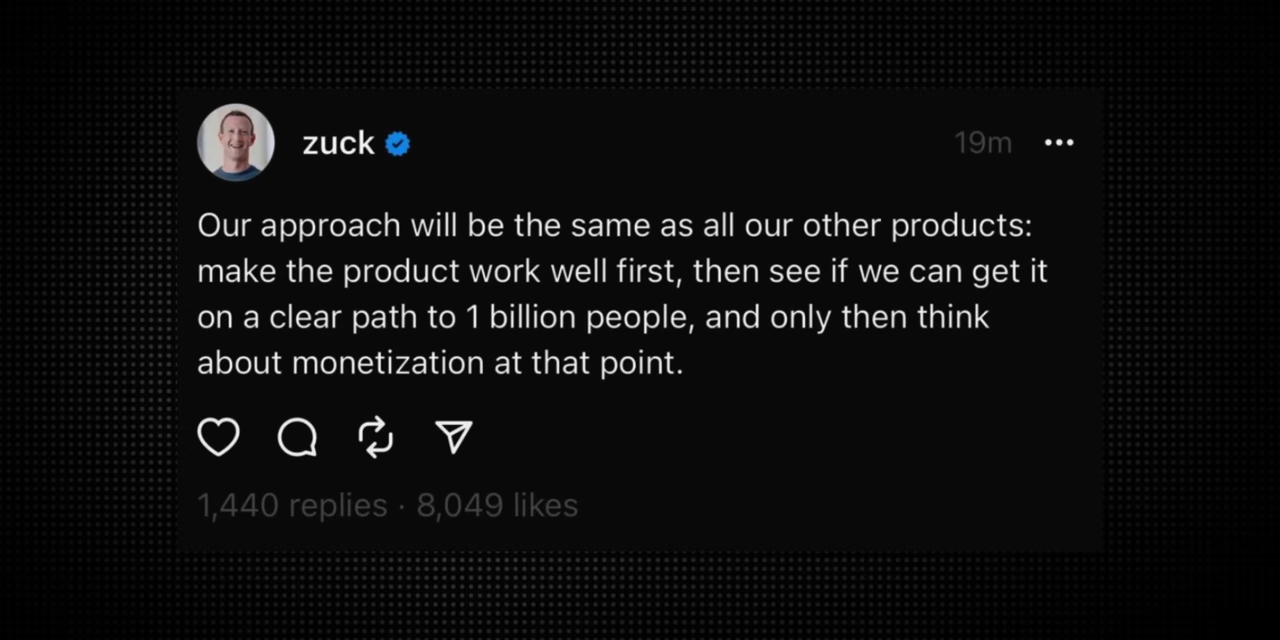 zuck
19m
Our approach will be the same as all our other products:
make the product work well first, then see if we can get it
on a clear path to 1 billion people, and only then think
about monetization at that point.
1,440 replies · 8,049 likes